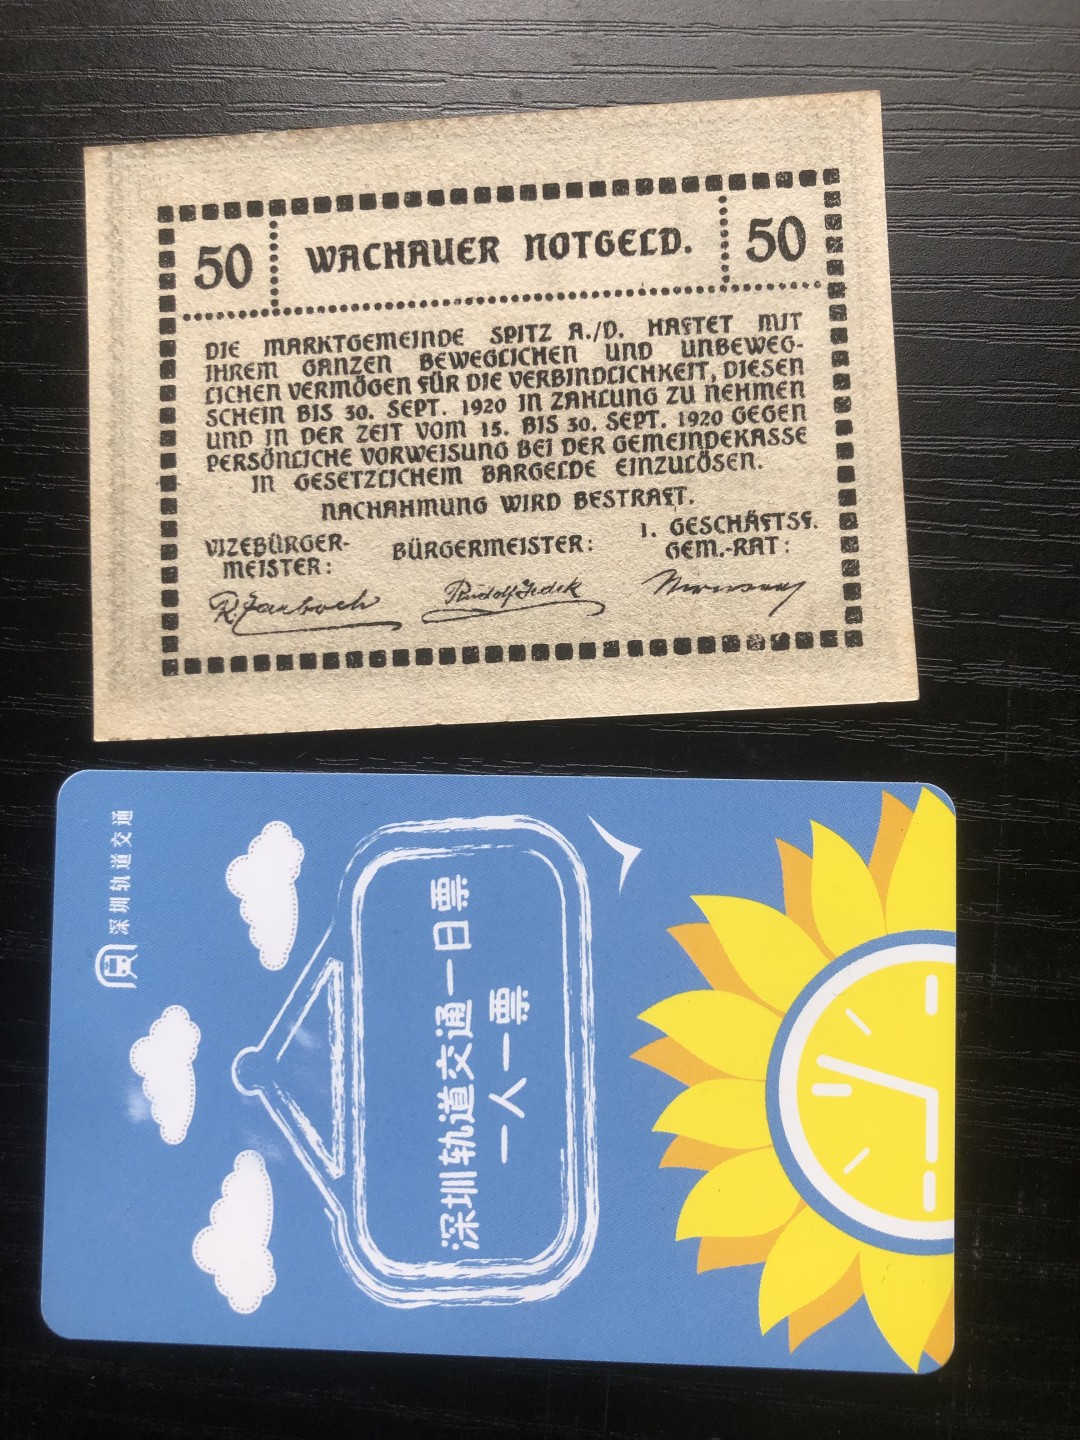 50
WACHAUER NOTGELD.
50
DIE MARKTGEMEINDE SPITZ A./D. HAFTET MIT
IHREM GANZEN BEWEGLICHEN UND UNBEWEG-
LICHEN VERMÖGEN FÜR DIE VERBINDLICHKEIT, DIESEN
SCHEIN BIS 30. SEPT. 1920 IN ZAHLUNG ZU NEHMEN
UND IN DER ZEIT VOM 15. BIS 30. SEPT. 1920 GEGEN
PERSÖNLICHE VORWEISUNG BEI DER GEMEINDEKASSE
IN GESETZLICHEM BARGELDE EINZULÖSEN.
NACHAHMUNG WIRD BESTRAFT.
VIZEBÜRGER-
MEISTER:
BÜRGERMEISTER:
1. GESCHÄFTSF.
GEM.-RAT:
Rudolf
深圳轨道交通
深圳轨道交通一日票
一人一票